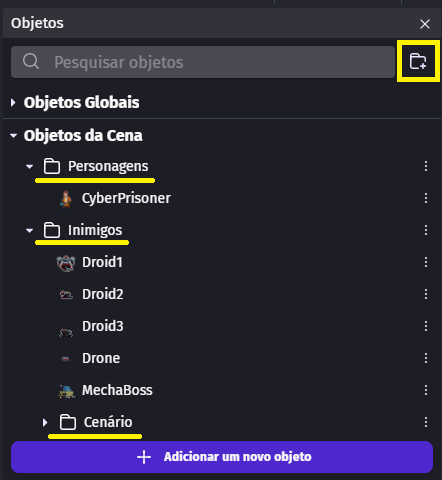 Objetos
Pesquisar objetos
Objetos Globais
Objetos da Cena
Personagens
CyberPrisoner
Inimigos
Droid1
Droid2
Droid3
Drone
MechaBoss
Cenário
Adicionar um novo objeto